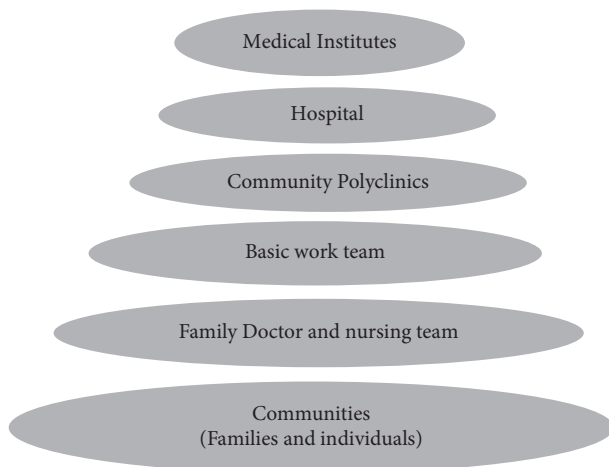 Medical Institutes
Hospital
Community Polyclinics
Basic work team
Family Doctor and nursing team
Communities
(Families and individuals)